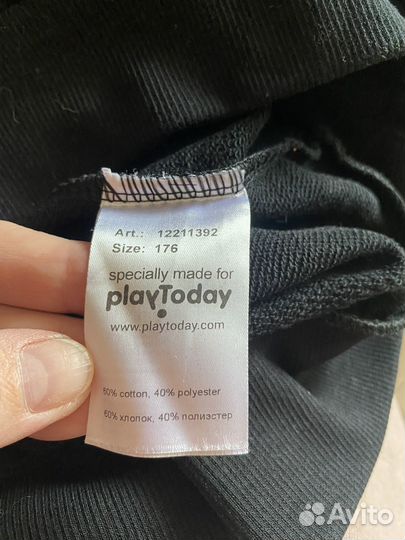 Art.: 12211392
Size: 176
specially made for
playToday
www.playtoday.com
60% cotton, 40% polyester
60% хлопок, 40% полиэстер
Avito